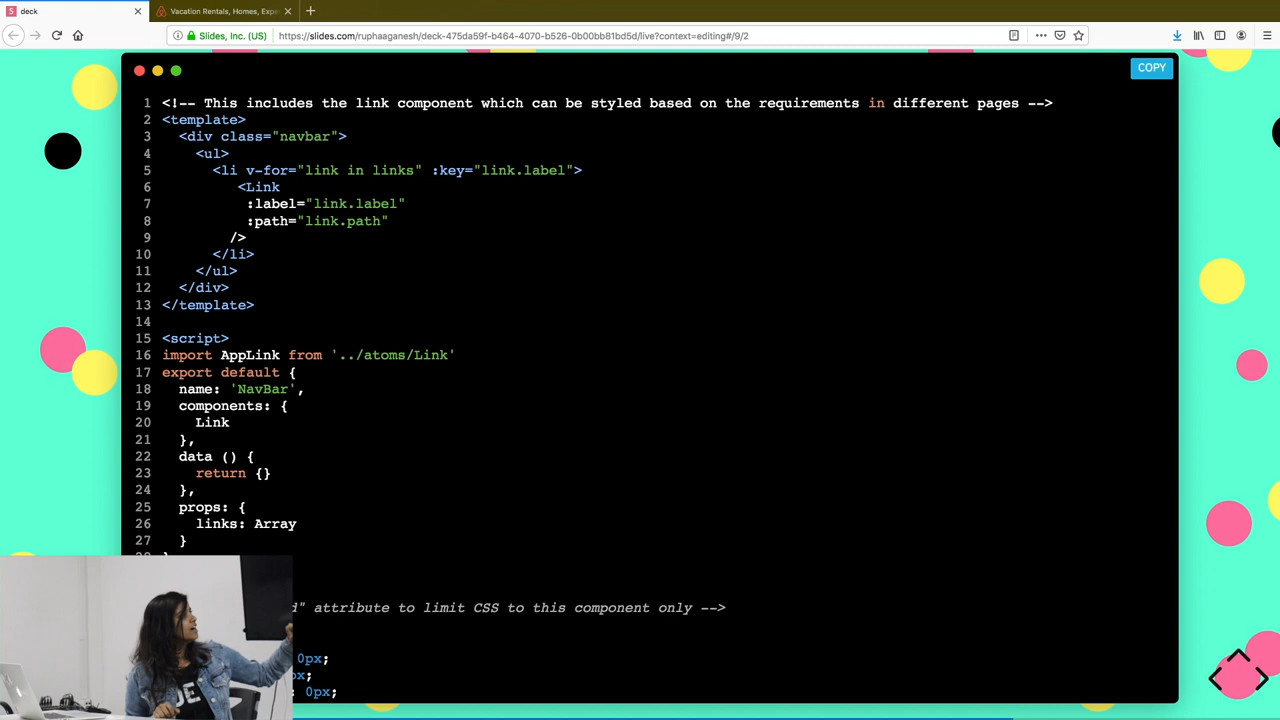 deck
Vacation Rentals, Homes, Expe
Slides, Inc. (US)
https://slides.com/ruphaaganesh/deck-475da59f-b464-4070-b526-0b00bb81bd5d/live?context=editing#/9/2
COPY
1 <!-- This includes the link component which can be styled based on the requirements in different pages -->
2 <template>
3 <div class="navbar">
4 <ul>
5 <li v-for="link in links" :key="link.label">
6 <Link
7 :label="link.label"
8 :path="link.path"
9 />
10 </li>
11 </ul>
12 </div>
13 </template>
14
15 <script>
16 import AppLink from '../atoms/Link'
17 export default {
18 name: 'NavBar',
19 components: {
20 Link
21 },
22 data () {
23 return {}
24 },
25 props: {
26 links: Array
27 }
" attribute to limit CSS to this component only -->
0px;
px;
: 0px;